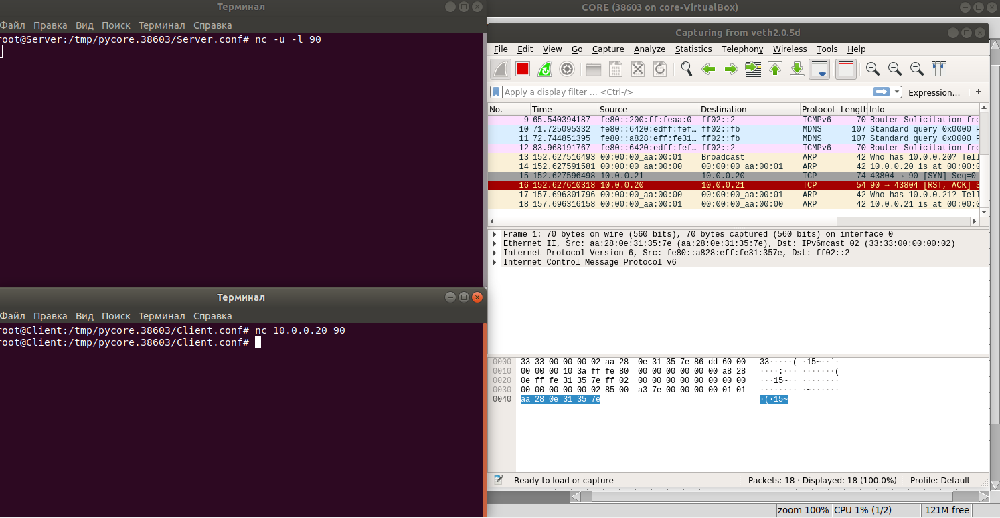 Терминал
Файл Правка Вид Поиск Терминал Справка
root@Server:/tmp/pycore.38603/Server.conf# nc -u -l 90
Терминал
Файл Правка Вид Поиск Терминал Справка
root@Client:/tmp/pycore.38603/Client.conf# nc 10.0.0.20 90
root@Client:/tmp/pycore.38603/Client.conf#
CORE (38603 on core-VirtualBox)
Capturing from veth2.0.5d
File Edit View Go Capture Analyze Statistics Telephony Wireless Tools Help
Apply a display filter ... <Ctrl-/>
Expression... +
No. Time Source Destination Protocol Length Info
9 65.540394187 fe80::200:ff:feaa:0 ff02::2 ICMPv6 70 Router Solicitation fro
10 71.725095332 fe80::6420:edff:fef… ff02::fb MDNS 107 Standard query 0x0000 P
11 72.744851395 fe80::a828:eff:fe31… ff02::fb MDNS 107 Standard query 0x0000 P
12 83.968191767 fe80::6420:edff:fef… ff02::2 ICMPv6 70 Router Solicitation fro
13 152.627516493 00:00:00_aa:00:01 Broadcast ARP 42 Who has 10.0.0.20? Tell
14 152.627591581 00:00:00_aa:00:00 00:00:00_aa:00:01 ARP 42 10.0.0.20 is at 00:00:0
15 152.627596498 10.0.0.21 10.0.0.20 TCP 74 43804 → 90 [SYN] Seq=0
16 152.627610318 10.0.0.20 10.0.0.21 TCP 54 90 → 43804 [RST, ACK] S
17 157.696301796 00:00:00_aa:00:00 00:00:00_aa:00:01 ARP 42 Who has 10.0.0.21? Tell
18 157.696316158 00:00:00_aa:00:01 00:00:00_aa:00:00 ARP 42 10.0.0.21 is at 00:00:0
Frame 1: 70 bytes on wire (560 bits), 70 bytes captured (560 bits) on interface 0
Ethernet II, Src: aa:28:0e:31:35:7e (aa:28:0e:31:35:7e), Dst: IPv6mcast_02 (33:33:00:00:00:02)
Internet Protocol Version 6, Src: fe80::a828:eff:fe31:357e, Dst: ff02::2
Internet Control Message Protocol v6
0000 33 33 00 00 00 02 aa 28 0e 31 35 7e 86 dd 60 00 33·····( ·15~··`·
0010 00 00 00 10 3a ff fe 80 00 00 00 00 00 00 a8 28 ····:··· ·······(
0020 0e ff fe 31 35 7e ff 02 00 00 00 00 00 00 00 00 ···15~·· ········
0030 00 00 00 00 00 02 85 00 a3 7e 00 00 00 00 01 01 ········ ·~······
0040 aa 28 0e 31 35 7e ·(·15~
Ready to load or capture
Packets: 18 · Displayed: 18 (100.0%)
Profile: Default
zoom 100% CPU 1% (1/2) 121M free